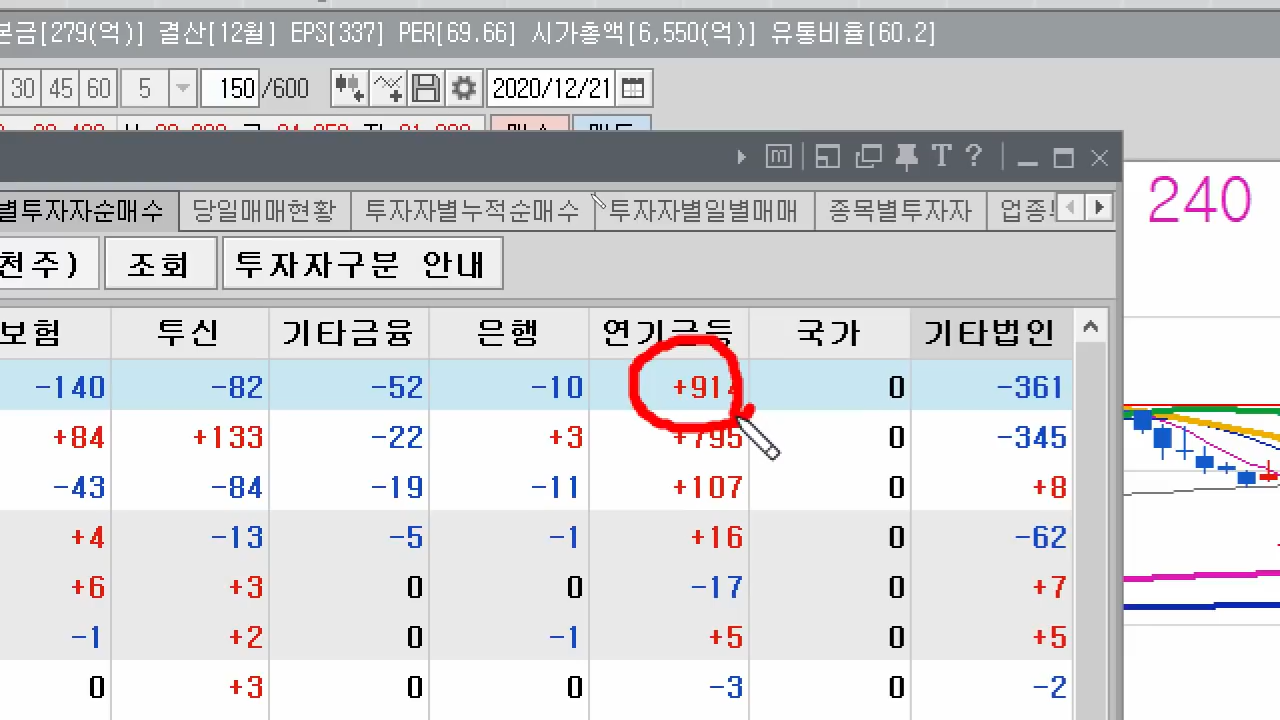 본금[279(억)] 결산[12월] EPS[337] PER[69.66] 시가총액[6,550(억)] 유통비율[60.2]
30 45 60 5 150 /600 2020/12/21
T ?
별투자자순매수 당일매매현황 투자자별누적순매수 투자자별일별매매 종목별투자자 240
천주) 조회 투자자구분 안내
보험 투신 기타금융 은행 연기금등 국가 기타법인
-140 -82 -52 -10 0 -361
+84 +133 -22 +3 +795 0 -345
-43 -84 -19 -11 +107 0 +8
+4 -13 -5 -1 +16 0 -62
+6 +3 0 0 -17 0 +7
-1 +2 0 -1 +5 0 +5
0 +3 0 0 -3 0 -2